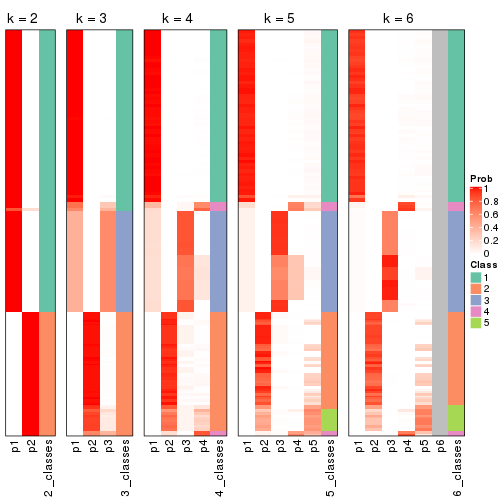 k = 2
k = 3
k = 4
k = 5
k = 6
p1
p2
2_classes
p1
p2
p3
3_classes
p1
p2
p3
p4
4_classes
p1
p2
p3
p4
p5
5_classes
p1
p2
p3
p4
p5
p6
6_classes
Prob
1
0.8
0.6
0.4
0.2
0
Class
1
2
3
4
5